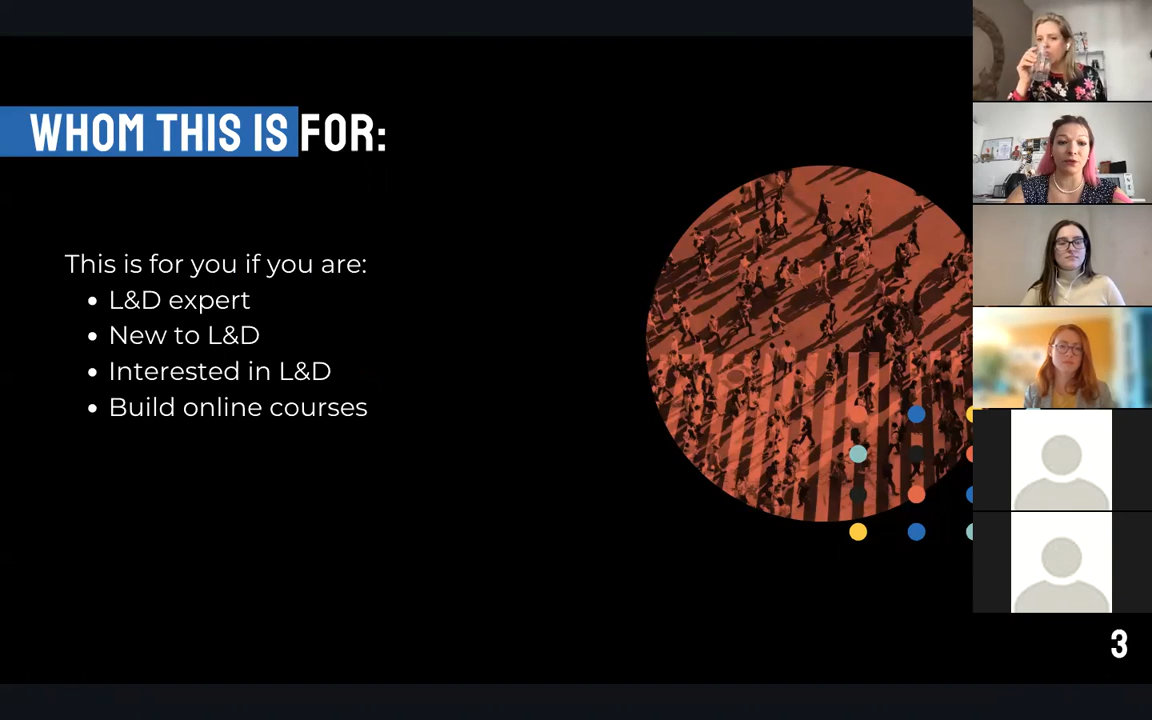 WHOM THIS IS FOR:
This is for you if you are:
• L&D expert
• New to L&D
• Interested in L&D
• Build online courses
3